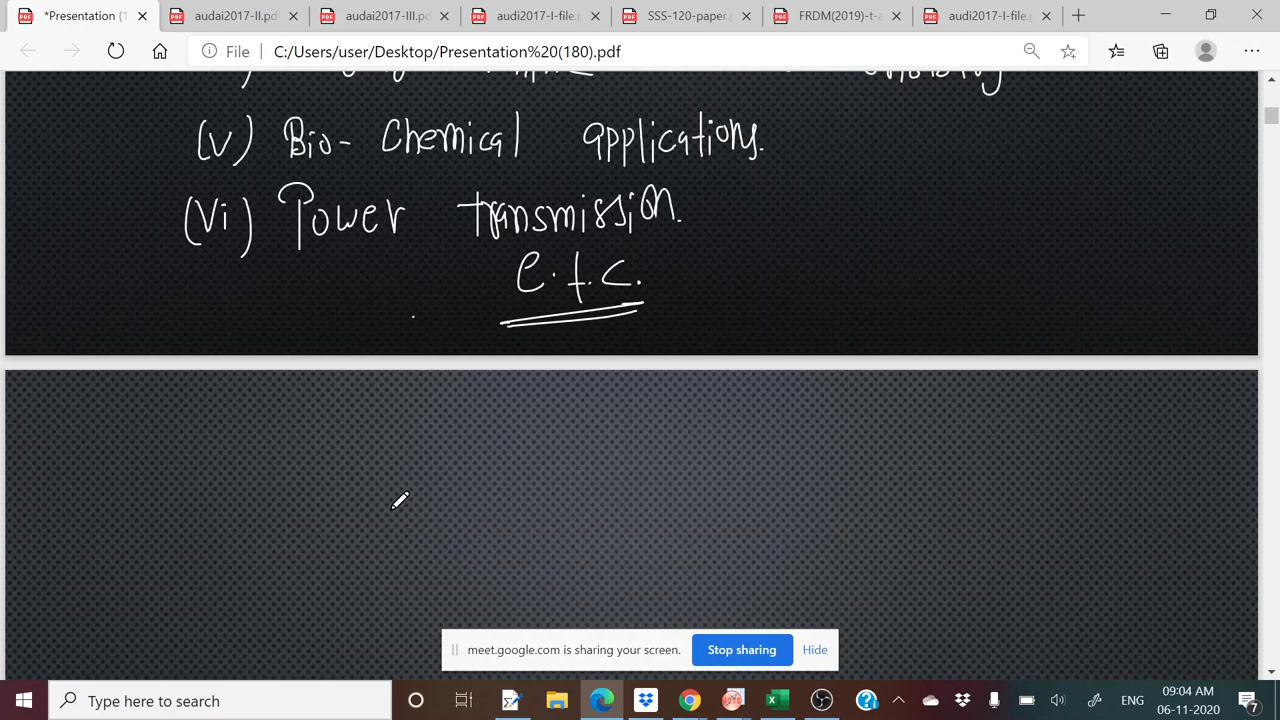 *Presentation (1
audai2017-II.pd
audai2017-III.pd
audi2017-I-file.p
SSS-120-paper.p
FRDM(2019)-t-a
audi2017-I-file.p
File C:/Users/user/Desktop/Presentation%20(180).pdf
(V) Bio- Chemical applications.
(Vi) Power transmission.
e.t.c.
meet.google.com is sharing your screen. Stop sharing Hide
Type here to search
ENG
09:04 AM
06-11-2020
7